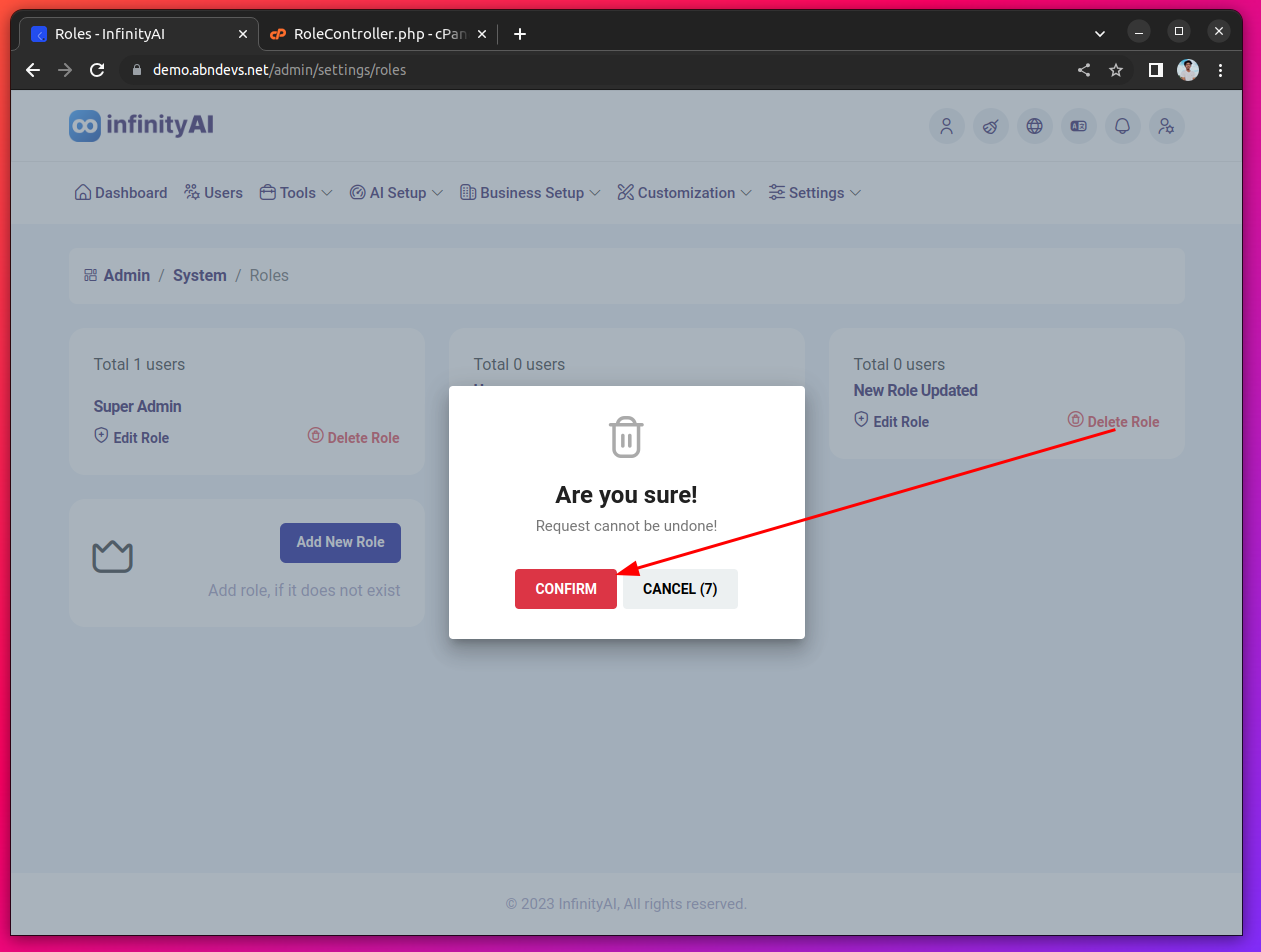 Roles - InfinityAI
RoleController.php - cPan
demo.abndevs.net/admin/settings/roles
infinityAI
Dashboard Users Tools AI Setup Business Setup Customization Settings
Admin / System / Roles
Total 1 users
Super Admin
Edit Role Delete Role
Total 0 users
Total 0 users
New Role Updated
Edit Role Delete Role
Add New Role
Add role, if it does not exist
Are you sure!
Request cannot be undone!
CONFIRM CANCEL (7)
© 2023 InfinityAI, All rights reserved.